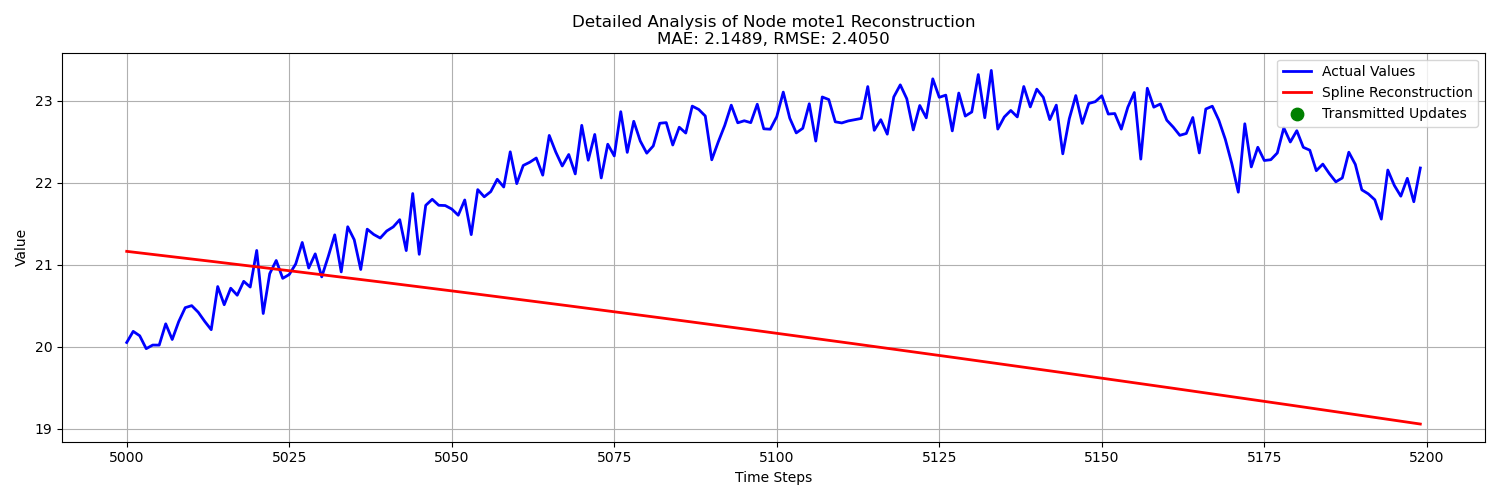 Detailed Analysis of Node mote1 Reconstruction
MAE: 2.1489, RMSE: 2.4050
Actual Values
Spline Reconstruction
Transmitted Updates
Value
23
22
21
20
19
5000 5025 5050 5075 5100 5125 5150 5175 5200
Time Steps